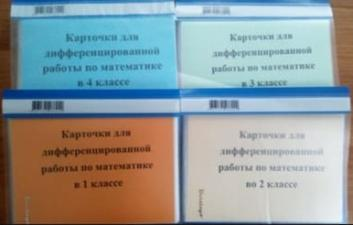 Карточки для
дифференцированной
работы по математике
в 4 классе
Карточки для
дифференцированной
работы по математике
в 3 классе
Карточки для
дифференцированной
работы по математике
в 1 классе
Карточки для
дифференцированной
работы по математике
во 2 классе